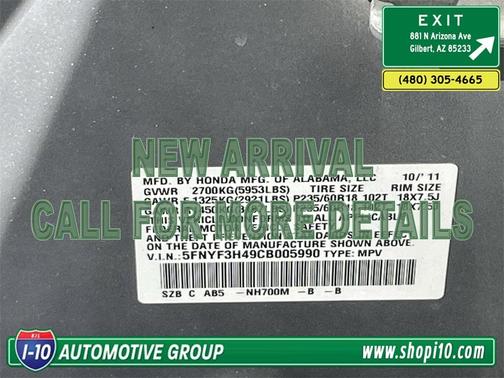 EXIT
881 N Arizona Ave
Gilbert, AZ 85233
(480) 305-4665
NEW ARRIVAL
CALL FOR MORE DETAILS
MFD. BY HONDA MFG. OF ALABAMA, LLC 10/'11
GVWR 2700KG(5953LBS) TIRE SIZE RIM SIZE
1325KG(2921LBS) P235/60R18 102T 18X7.5J
ON THE DATE OF MANUFACTURE SHOWN ABOVE.
V.I.N.: 5FNYF3H49CB005990 TYPE: MPV
SZB C AB5 -NH700M -B -B
I-10 AUTOMOTIVE GROUP
www.shopi10.com